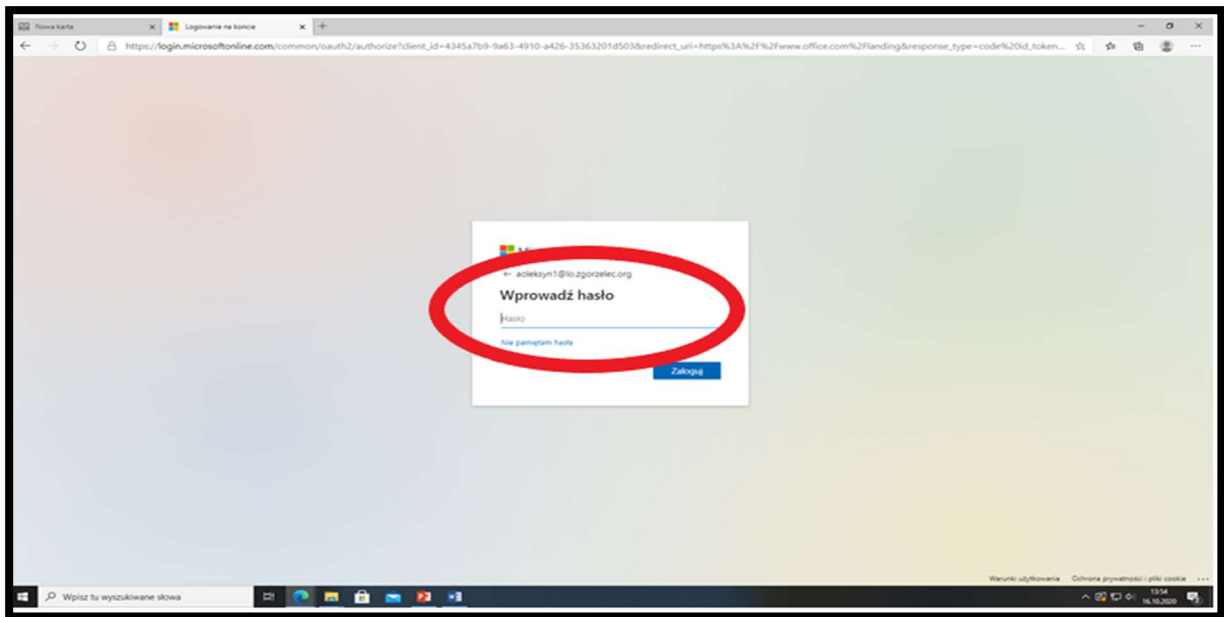 Nowa karta
Logowanie na koncie
https://login.microsoftonline.com/common/oauth2/authorize?client_id=4345a7b9-9a63-4910-a426-35363201d503&redirect_uri=https%3A%2F%2Fwww.office.com%2Flanding&response_type=code%20id_token...
← aoleksyn1@lo.zgorzelec.org
Wprowadź hasło
Hasło
Nie pamiętam hasła
Zaloguj
Warunki użytkowania Ochrona prywatności i pliki cookie ...
Wpisz tu wyszukiwane słowa
13:54
16.10.2020